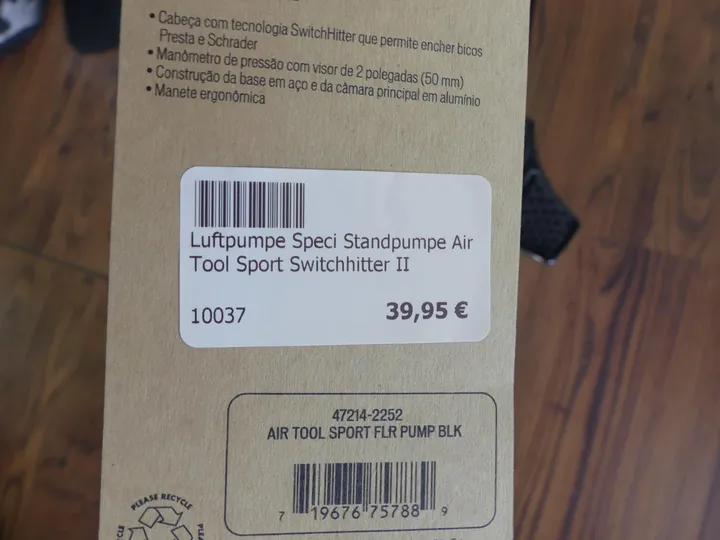 • Cabeça com tecnologia SwitchHitter que permite encher bicos
Presta e Schrader
• Manômetro de pressão com visor de 2 polegadas (50 mm)
• Construção da base em aço e da câmara principal em alumínio
• Manete ergonômica
Luftpumpe Speci Standpumpe Air
Tool Sport Switchhitter II
10037
39,95 €
47214-2252
AIR TOOL SPORT FLR PUMP BLK
7 19676 75788 9
PLEASE RECYCLE